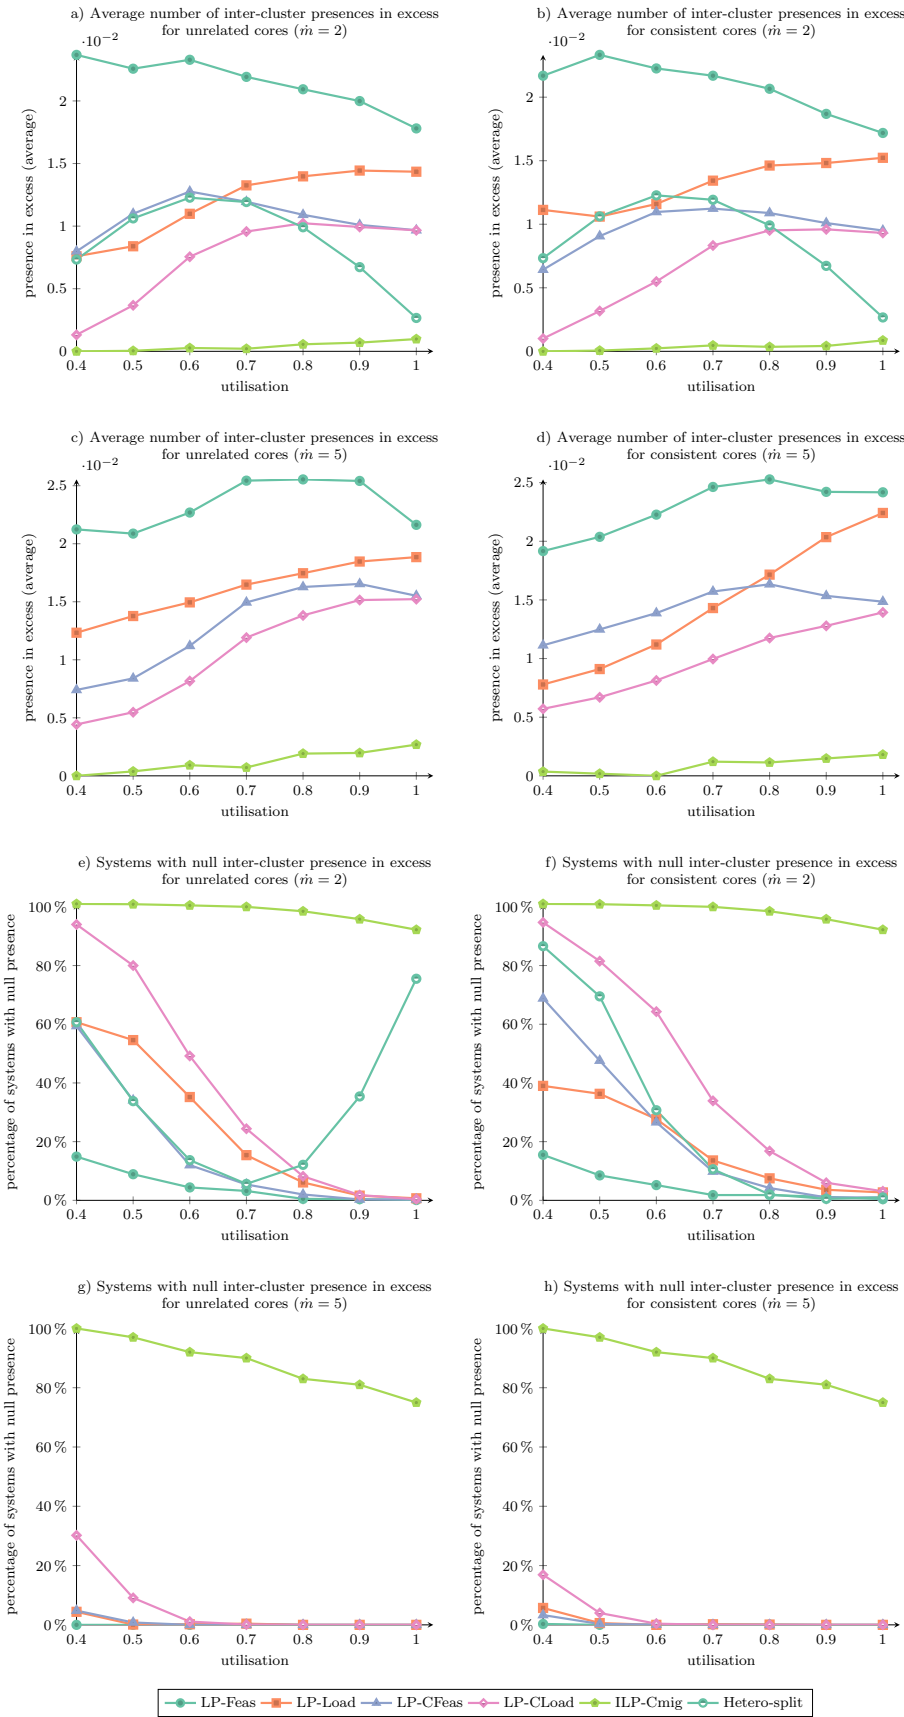 a) Average number of inter-cluster presences in excess
for unrelated cores (ṁ = 2)
·10−2
2
1.5
1
0.5
0
presence in excess (average)
0.4 0.5 0.6 0.7 0.8 0.9 1
utilisation
b) Average number of inter-cluster presences in excess
for consistent cores (ṁ = 2)
·10−2
2
1.5
1
0.5
0
presence in excess (average)
0.4 0.5 0.6 0.7 0.8 0.9 1
utilisation
c) Average number of inter-cluster presences in excess
for unrelated cores (ṁ = 5)
·10−2
2.5
2
1.5
1
0.5
0
presence in excess (average)
0.4 0.5 0.6 0.7 0.8 0.9 1
utilisation
d) Average number of inter-cluster presences in excess
for consistent cores (ṁ = 5)
·10−2
2.5
2
1.5
1
0.5
0
presence in excess (average)
0.4 0.5 0.6 0.7 0.8 0.9 1
utilisation
e) Systems with null inter-cluster presence in excess
for unrelated cores (ṁ = 2)
100 %
80 %
60 %
40 %
20 %
0 %
percentage of systems with null presence
0.4 0.5 0.6 0.7 0.8 0.9 1
utilisation
f) Systems with null inter-cluster presence in excess
for consistent cores (ṁ = 2)
100 %
80 %
60 %
40 %
20 %
0 %
percentage of systems with null presence
0.4 0.5 0.6 0.7 0.8 0.9 1
utilisation
g) Systems with null inter-cluster presence in excess
for unrelated cores (ṁ = 5)
100 %
80 %
60 %
40 %
20 %
0 %
percentage of systems with null presence
0.4 0.5 0.6 0.7 0.8 0.9 1
utilisation
h) Systems with null inter-cluster presence in excess
for consistent cores (ṁ = 5)
100 %
80 %
60 %
40 %
20 %
0 %
percentage of systems with null presence
0.4 0.5 0.6 0.7 0.8 0.9 1
utilisation
LP-Feas LP-Load LP-CFeas LP-CLoad ILP-Cmig Hetero-split